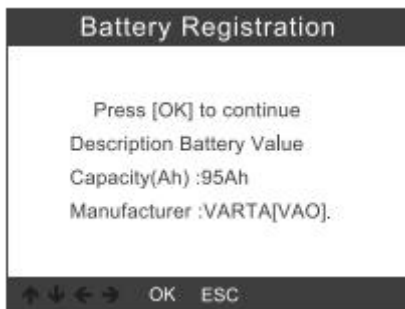 Battery Registration
Press [OK] to continue
Description Battery Value
Capacity(Ah) :95Ah
Manufacturer :VARTA[VAO].
OK ESC